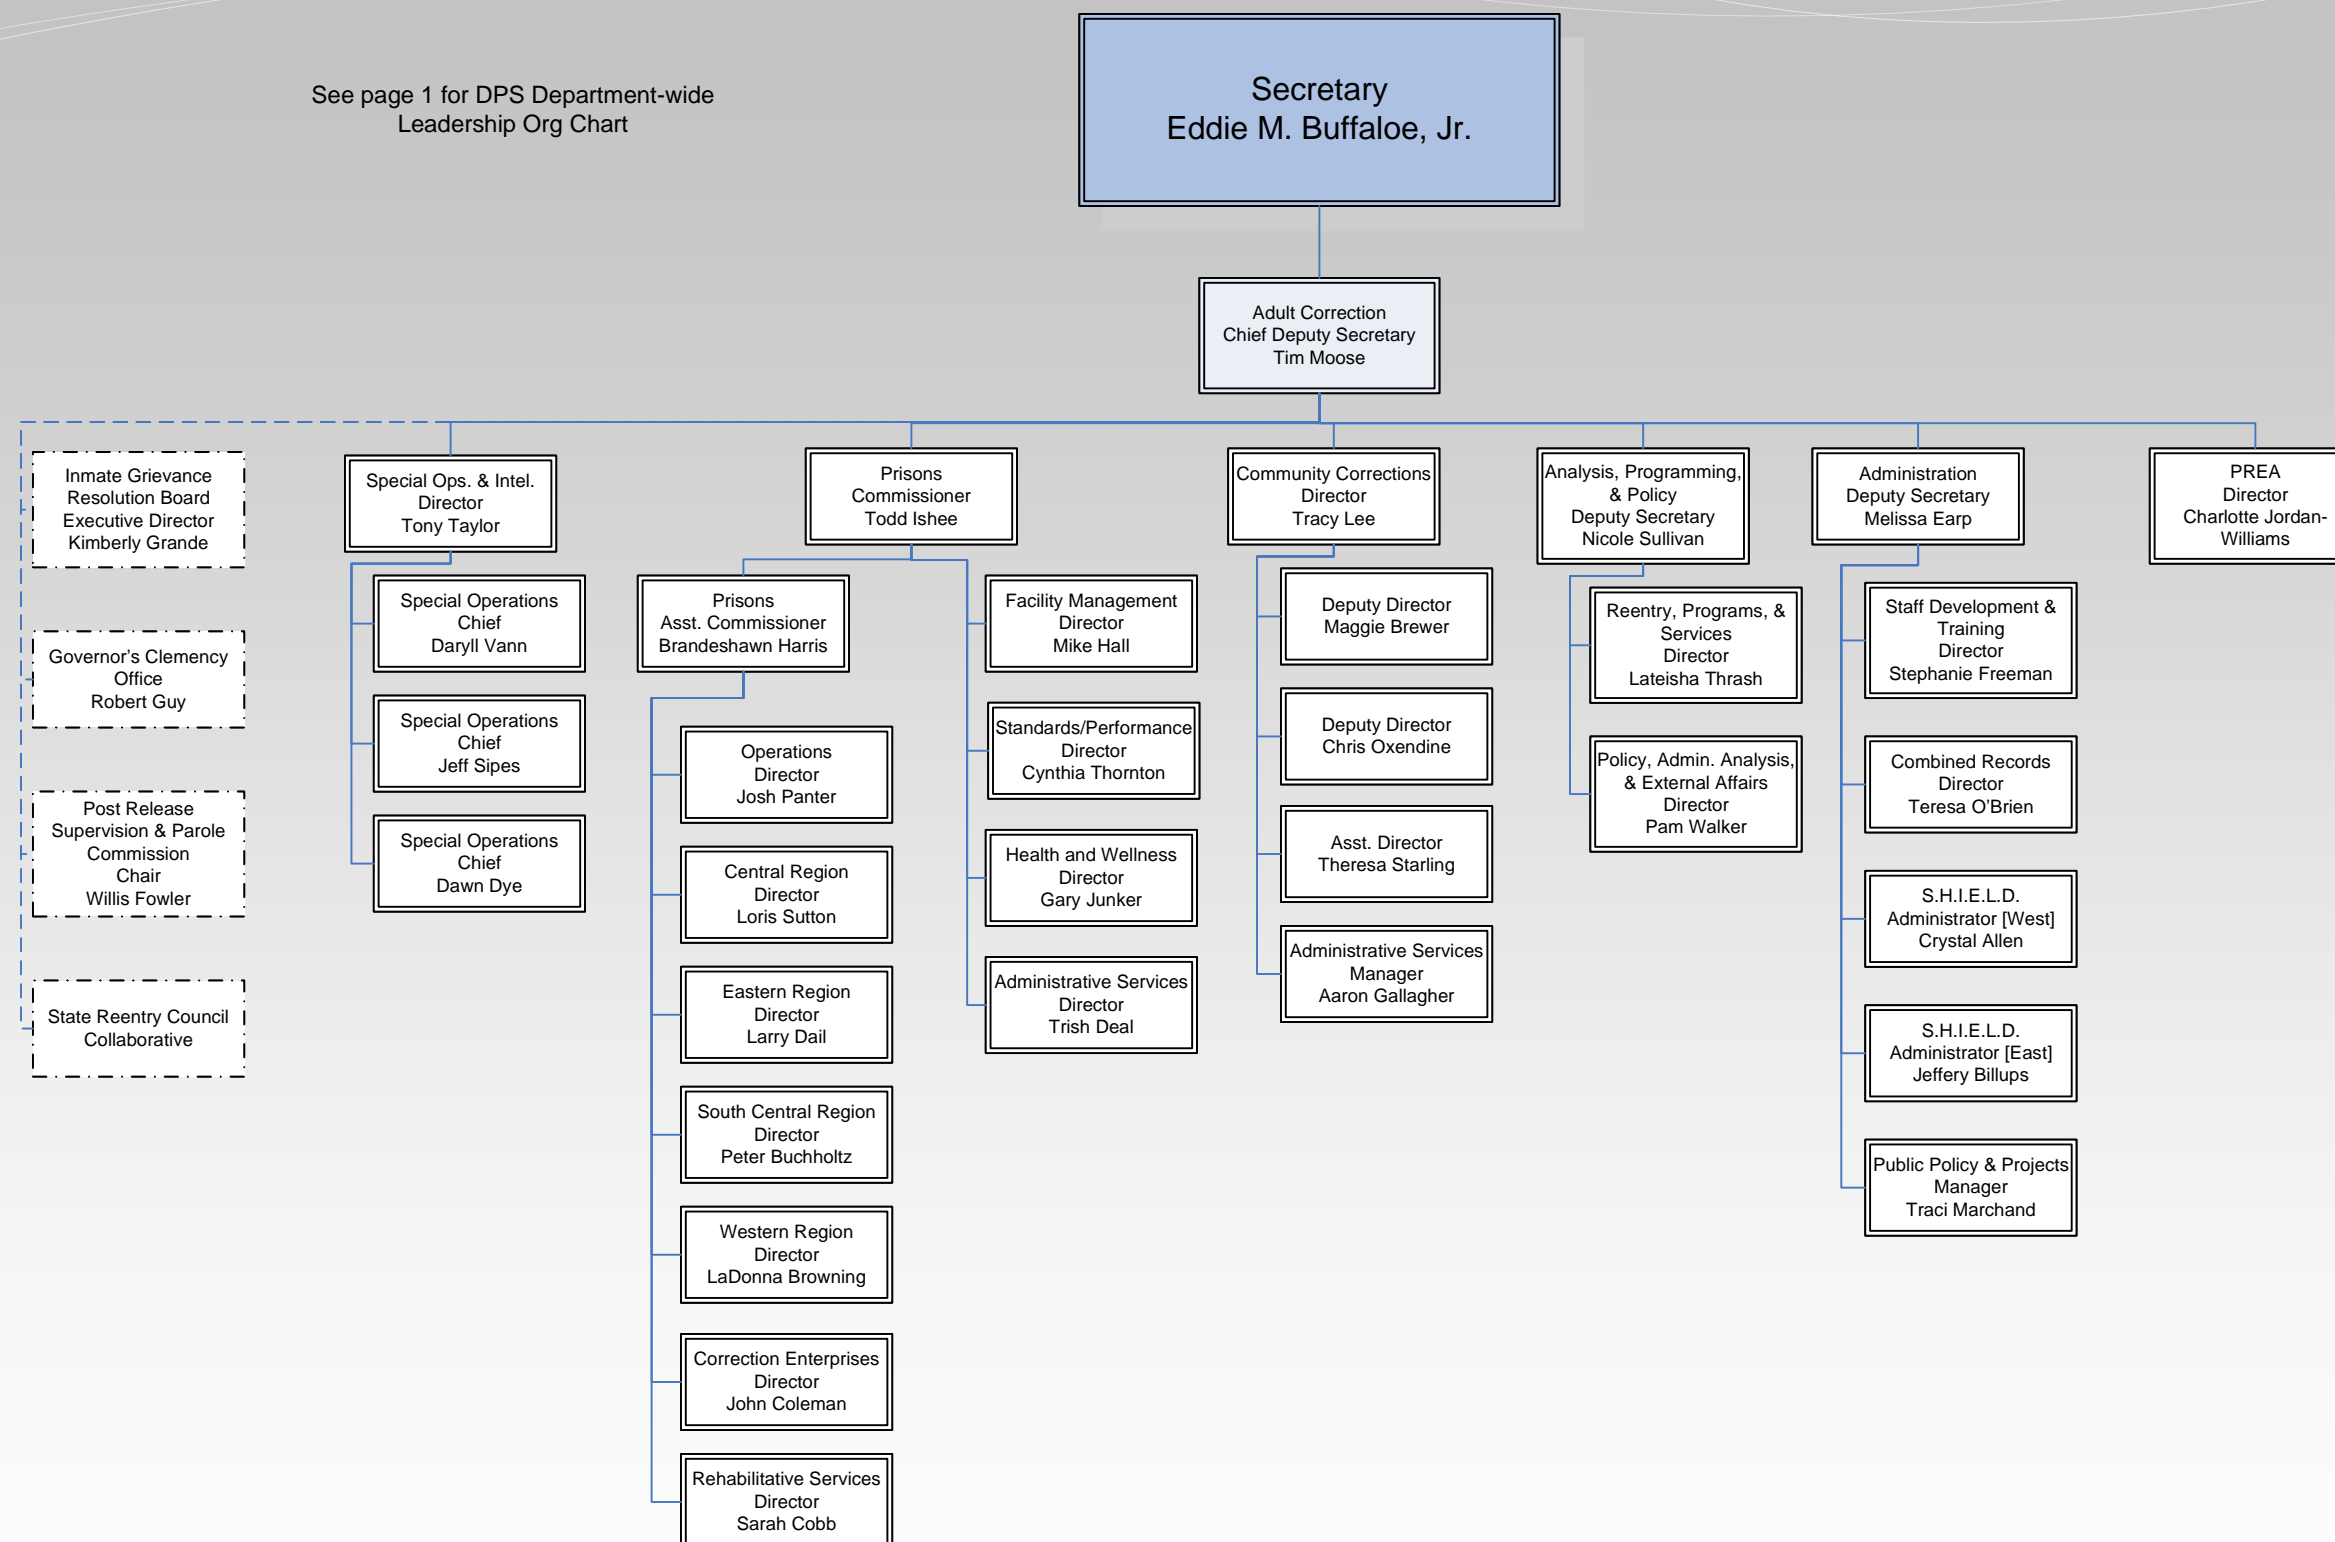 See page 1 for DPS Department-wide
Leadership Org Chart
Secretary
Eddie M. Buffaloe, Jr.
Adult Correction
Chief Deputy Secretary
Tim Moose
Inmate Grievance
Resolution Board
Executive Director
Kimberly Grande
Governor’s Clemency
Office
Robert Guy
Post Release
Supervision & Parole
Commission
Chair
Willis Fowler
State Reentry Council
Collaborative
Special Ops. & Intel.
Director
Tony Taylor
Special Operations
Chief
Daryll Vann
Special Operations
Chief
Jeff Sipes
Special Operations
Chief
Dawn Dye
Prisons
Commissioner
Todd Ishee
Prisons
Asst. Commissioner
Brandeshawn Harris
Operations
Director
Josh Panter
Central Region
Director
Loris Sutton
Eastern Region
Director
Larry Dail
South Central Region
Director
Peter Buchholtz
Western Region
Director
LaDonna Browning
Correction Enterprises
Director
John Coleman
Rehabilitative Services
Director
Sarah Cobb
Facility Management
Director
Mike Hall
Standards/Performance
Director
Cynthia Thornton
Health and Wellness
Director
Gary Junker
Administrative Services
Director
Trish Deal
Community Corrections
Director
Tracy Lee
Deputy Director
Maggie Brewer
Deputy Director
Chris Oxendine
Asst. Director
Theresa Starling
Administrative Services
Manager
Aaron Gallagher
Analysis, Programming,
& Policy
Deputy Secretary
Nicole Sullivan
Reentry, Programs, &
Services
Director
Lateisha Thrash
Policy, Admin. Analysis,
& External Affairs
Director
Pam Walker
Administration
Deputy Secretary
Melissa Earp
Staff Development &
Training
Director
Stephanie Freeman
Combined Records
Director
Teresa O’Brien
S.H.I.E.L.D.
Administrator [West]
Crystal Allen
S.H.I.E.L.D.
Administrator [East]
Jeffery Billups
Public Policy & Projects
Manager
Traci Marchand
PREA
Director
Charlotte Jordan-
Williams